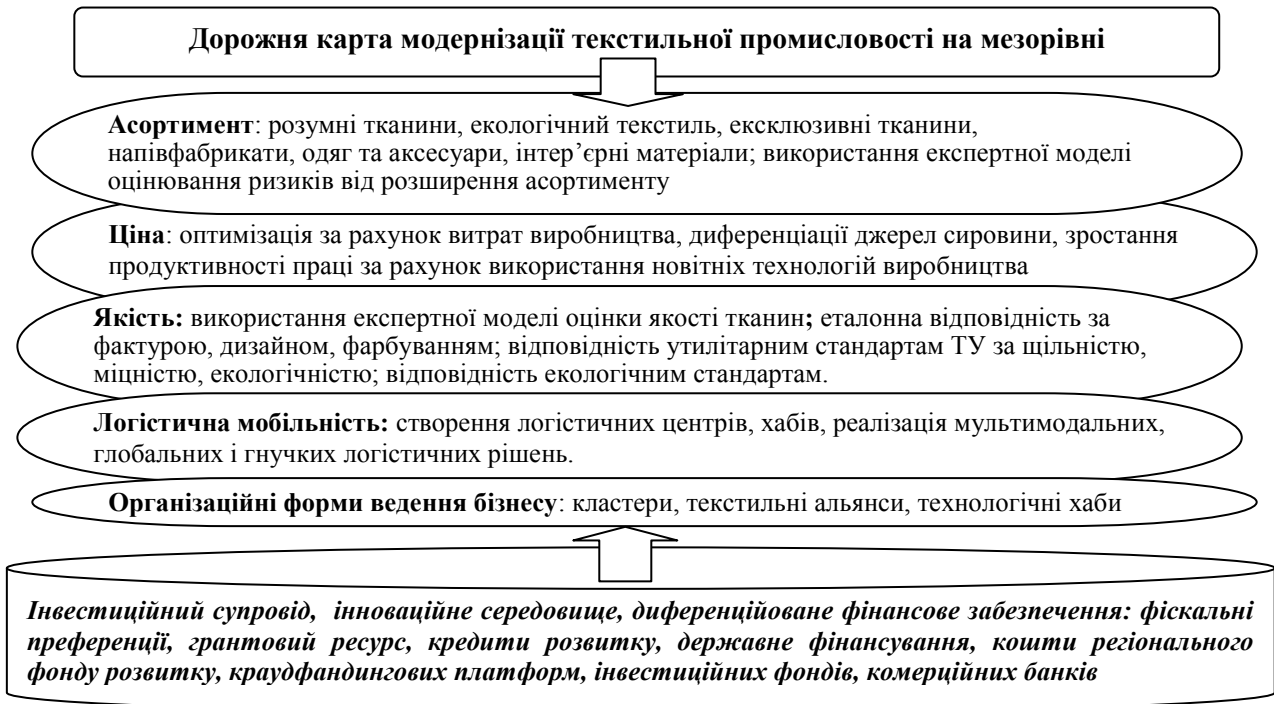 Дорожня карта модернізації текстильної промисловості на мезорівні
Асортимент: розумні тканини, екологічний текстиль, ексклюзивні тканини,
напівфабрикати, одяг та аксесуари, інтер’єрні матеріали; використання експертної моделі
оцінювання ризиків від розширення асортименту
Ціна: оптимізація за рахунок витрат виробництва, диференціації джерел сировини, зростання
продуктивності праці за рахунок використання новітніх технологій виробництва
Якість: використання експертної моделі оцінки якості тканин; еталонна відповідність за
фактурою, дизайном, фарбуванням; відповідність утилітарним стандартам ТУ за щільністю,
міцністю, екологічністю; відповідність екологічним стандартам.
Логістична мобільність: створення логістичних центрів, хабів, реалізація мультимодальних,
глобальних і гнучких логістичних рішень.
Організаційні форми ведення бізнесу: кластери, текстильні альянси, технологічні хаби
Інвестиційний супровід, інноваційне середовище, диференційоване фінансове забезпечення: фіскальні
преференції, грантовий ресурс, кредити розвитку, державне фінансування, кошти регіонального
фонду розвитку, краудфандингових платформ, інвестиційних фондів, комерційних банків